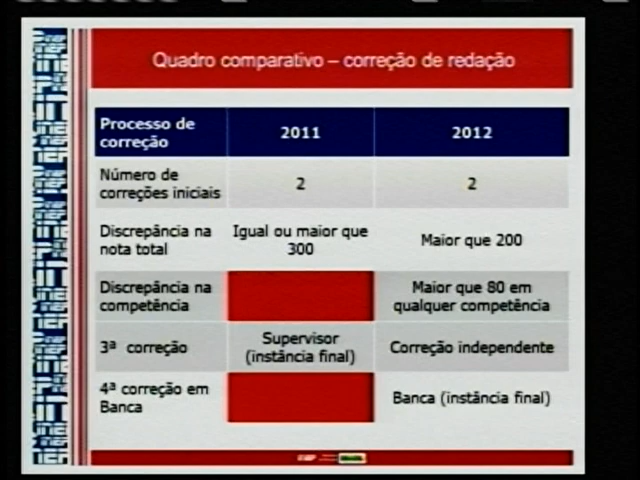 Quadro comparativo – correção de redação
Processo de
correção
2011
2012
Número de
correções iniciais
2
2
Discrepância na
nota total
Igual ou maior que
300
Maior que 200
Discrepância na
competência
Maior que 80 em
qualquer competência
3ª correção
Supervisor
(instância final)
Correção independente
4ª correção em
Banca
Banca (instância final)